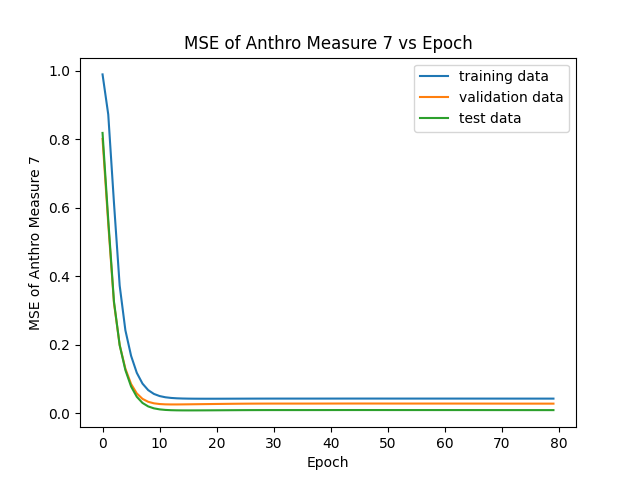 MSE of Anthro Measure 7 vs Epoch
training data
validation data
test data
MSE of Anthro Measure 7
1.0
0.8
0.6
0.4
0.2
0.0
0 10 20 30 40 50 60 70 80
Epoch